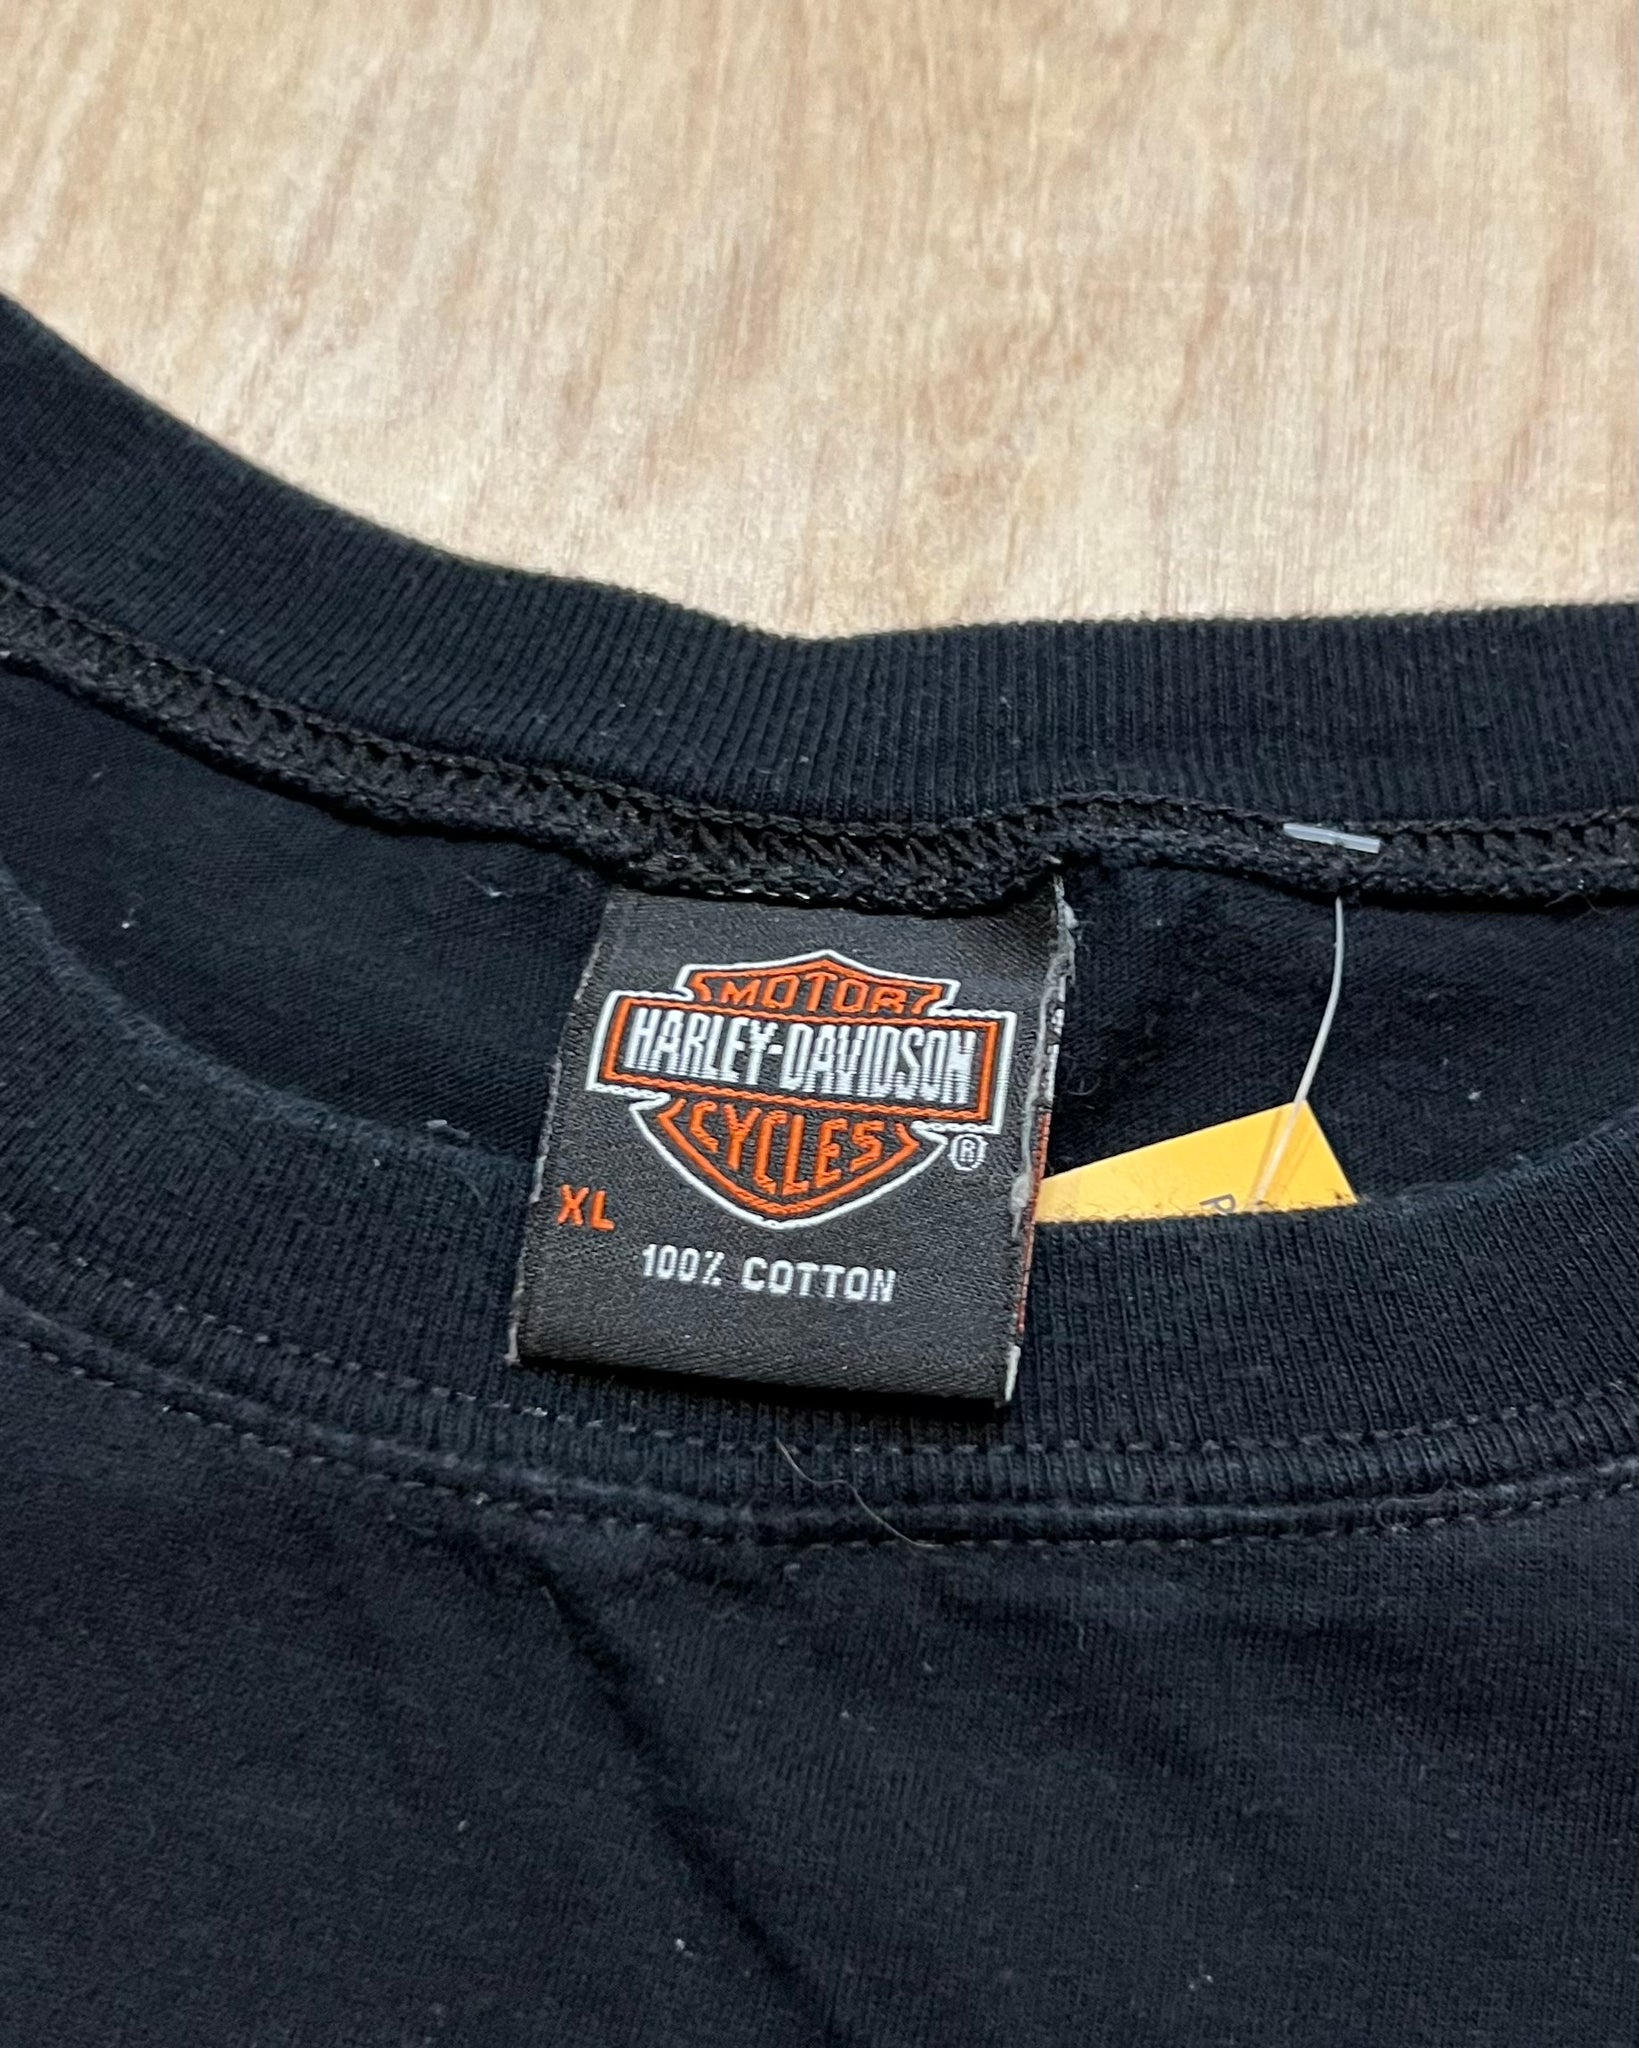 MOTOR
HARLEY-DAVIDSON
CYCLES
®
XL
100% COTTON